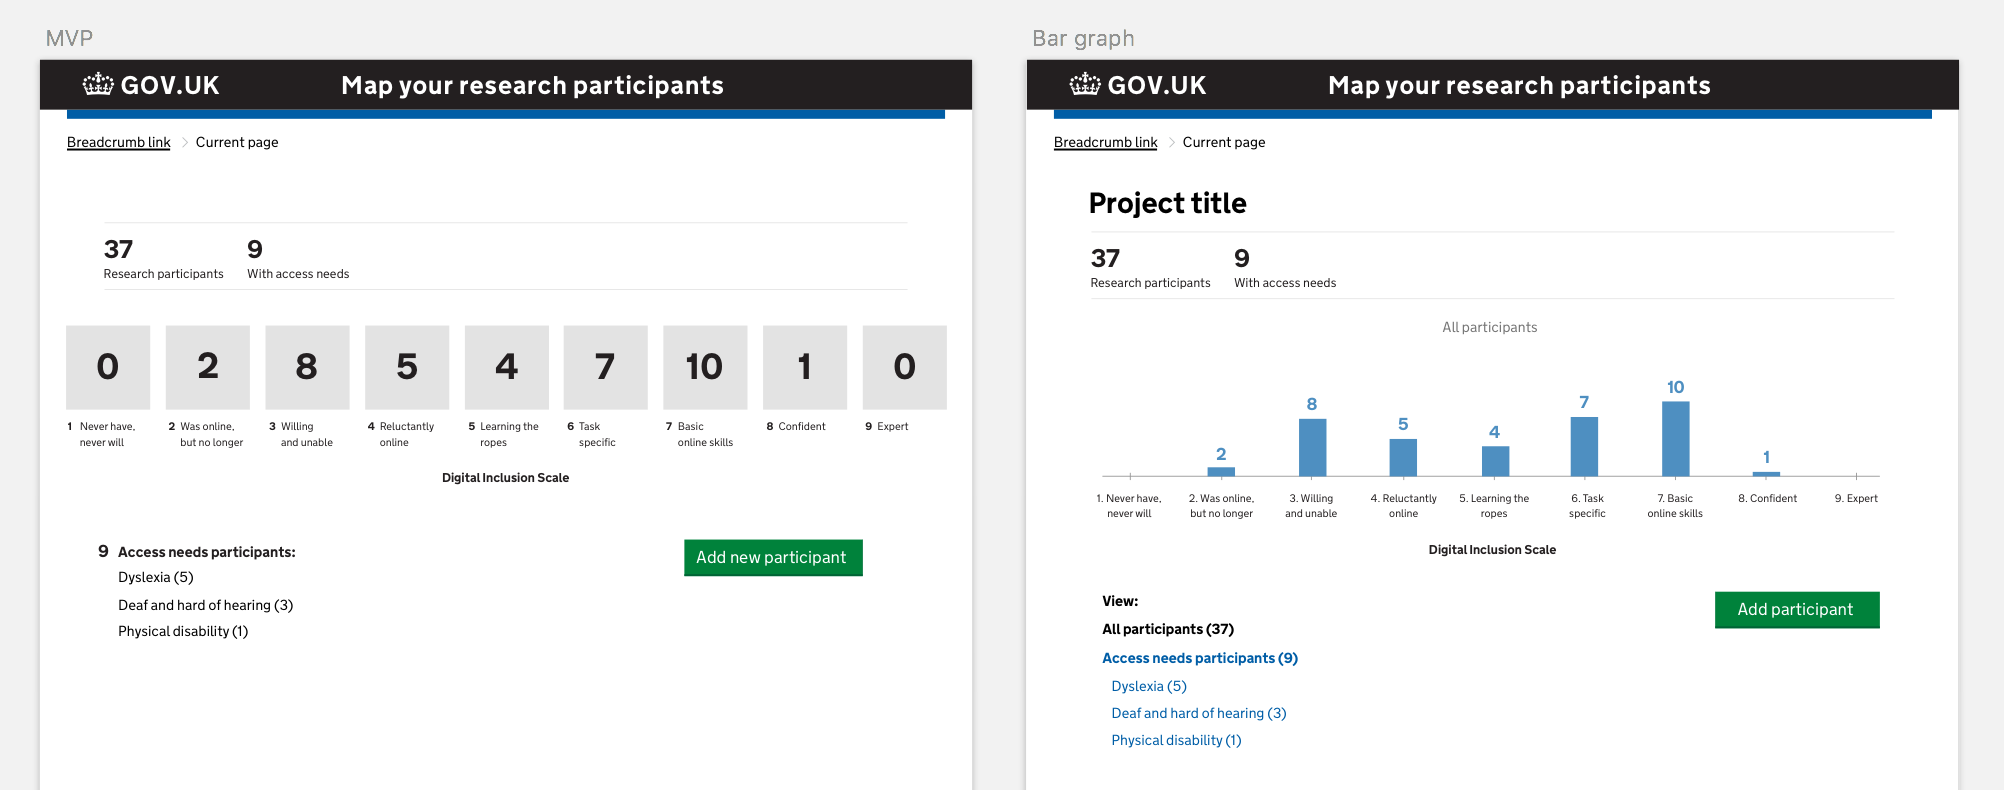 MVP
GOV.UK
Map your research participants
Breadcrumb link
Current page
37
9
Research participants
With access needs
0
2
8
5
4
7
10
1
0
1 Never have,
never will
2 Was online,
but no longer
3 Willing
and unable
4 Reluctantly
online
5 Learning the
ropes
6 Task
specific
7 Basic
online skills
8 Confident
9 Expert
Digital Inclusion Scale
9 Access needs participants:
Dyslexia (5)
Deaf and hard of hearing (3)
Physical disability (1)
Add new participant
Bar graph
GOV.UK
Map your research participants
Breadcrumb link
Current page
Project title
37
9
Research participants
With access needs
All participants
2
8
5
4
7
10
1
1. Never have,
never will
2. Was online,
but no longer
3. Willing
and unable
4. Reluctantly
online
5. Learning the
ropes
6. Task
specific
7. Basic
online skills
8. Confident
9. Expert
Digital Inclusion Scale
View:
All participants (37)
Access needs participants (9)
Dyslexia (5)
Deaf and hard of hearing (3)
Physical disability (1)
Add participant